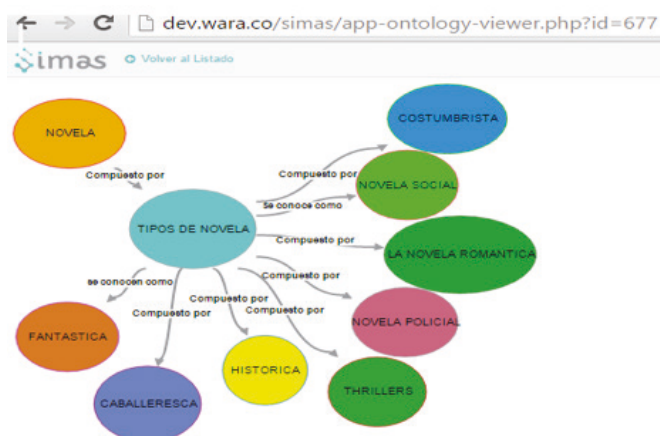 dev.wara.co/simas/app-ontology-viewer.php?id=677
simas Volver al Listado
NOVELA
COSTUMBRISTA
Compuesto por
Compuesto por
NOVELA SOCIAL
se conoce como
TIPOS DE NOVELA
Compuesto por
LA NOVELA ROMANTICA
se conocen como
Compuesto por
Compuesto por
Compuesto por
Compuesto por
NOVELA POLICIAL
FANTASTICA
HISTORICA
THRILLERS
CABALLERESCA